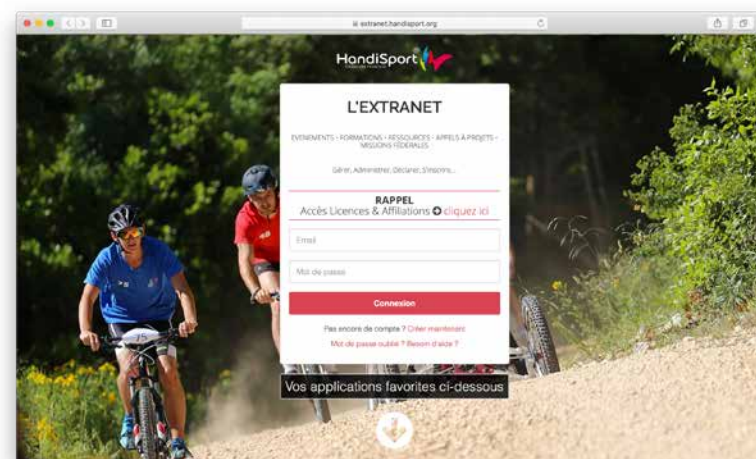 extranet.handisport.org
HandiSport
L'EXTRANET
EVENEMENTS - FORMATIONS - RESSOURCES - APPELS À PROJETS -
MISSIONS FÉDÉRALES
Gérer, Administrer, Déclarer, S'inscrire...
RAPPEL
Accès Licences & Affiliations cliquez ici
Email
Mot de passe
Connexion
Pas encore de compte ? Créer maintenant
Mot de passe oublié ? Besoin d'aide ?
Vos applications favorites ci-dessous
75